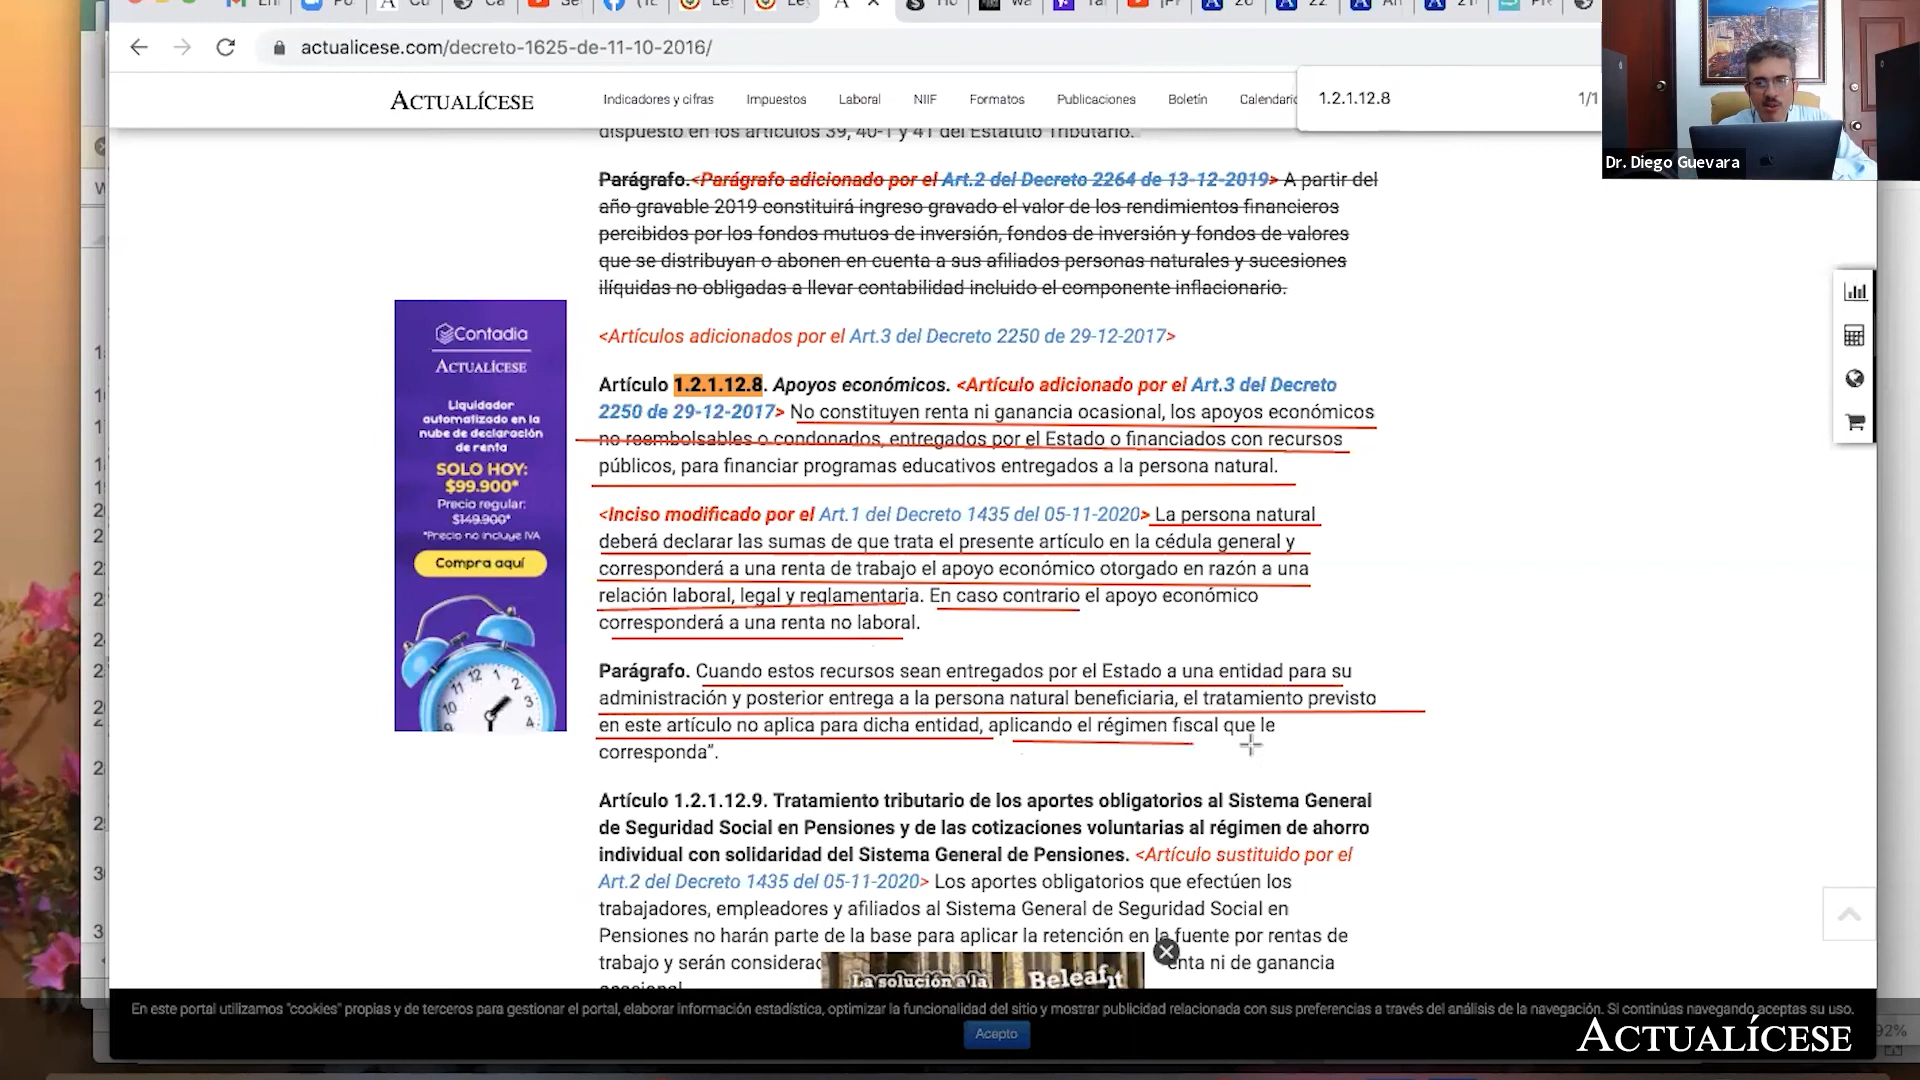 actualicese.com/decreto-1625-de-11-10-2016/
ACTUALÍCESE
Indicadores y cifras Impuestos Laboral NIIF Formatos Publicaciones Boletín Calendario
1.2.1.12.8 1/1
Dr. Diego Guevara
dispuesto en los artículos 39, 40-1 y 41 del Estatuto Tributario.
Parágrafo.<Parágrafo adicionado por el Art.2 del Decreto 2264 de 13-12-2019> A partir del
año gravable 2019 constituirá ingreso gravado el valor de los rendimientos financieros
percibidos por los fondos mutuos de inversión, fondos de inversión y fondos de valores
que se distribuyan o abonen en cuenta a sus afiliados personas naturales y sucesiones
ilíquidas no obligadas a llevar contabilidad incluido el componente inflacionario.
<Artículos adicionados por el Art.3 del Decreto 2250 de 29-12-2017>
Artículo 1.2.1.12.8. Apoyos económicos. <Artículo adicionado por el Art.3 del Decreto
2250 de 29-12-2017> No constituyen renta ni ganancia ocasional, los apoyos económicos
no reembolsables o condonados, entregados por el Estado o financiados con recursos
públicos, para financiar programas educativos entregados a la persona natural.
<Inciso modificado por el Art.1 del Decreto 1435 del 05-11-2020> La persona natural
deberá declarar las sumas de que trata el presente artículo en la cédula general y
corresponderá a una renta de trabajo el apoyo económico otorgado en razón a una
relación laboral, legal y reglamentaria. En caso contrario el apoyo económico
corresponderá a una renta no laboral.
Parágrafo. Cuando estos recursos sean entregados por el Estado a una entidad para su
administración y posterior entrega a la persona natural beneficiaria, el tratamiento previsto
en este artículo no aplica para dicha entidad, aplicando el régimen fiscal que le
corresponda”.
Artículo 1.2.1.12.9. Tratamiento tributario de los aportes obligatorios al Sistema General
de Seguridad Social en Pensiones y de las cotizaciones voluntarias al régimen de ahorro
individual con solidaridad del Sistema General de Pensiones. <Artículo sustituido por el
Art.2 del Decreto 1435 del 05-11-2020> Los aportes obligatorios que efectúen los
trabajadores, empleadores y afiliados al Sistema General de Seguridad Social en
Pensiones no harán parte de la base para aplicar la retención en la fuente por rentas de
trabajo y serán considerad enta ni de ganancia
Contadia
ACTUALÍCESE
Liquidador
automatizado en la
nube de declaración
de renta
SOLO HOY:
$99.900*
Precio regular:
$149.900*
*Precio no incluye IVA
Compra aquí
La solución a la Beleaf.it
En este portal utilizamos "cookies" propias y de terceros para gestionar el portal, elaborar información estadística, optimizar la funcionalidad del sitio y mostrar publicidad relacionada con sus preferencias a través del análisis de la navegación. Si continúas navegando aceptas su uso.
Acepto
ACTUALÍCESE
92%